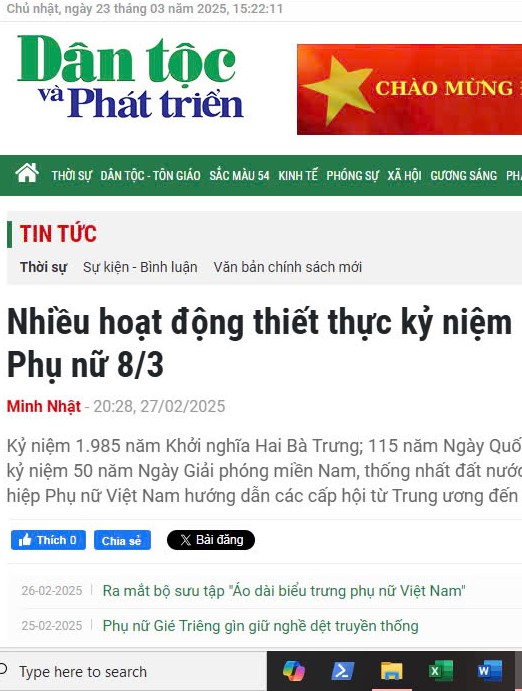 Chủ nhật, ngày 23 tháng 03 năm 2025, 15:22:11
Dân tộc
và Phát triển
CHÀO MỪNG
THỜI SỰ DÂN TỘC - TÔN GIÁO SẮC MÀU 54 KINH TẾ PHÓNG SỰ XÃ HỘI GƯƠNG SÁNG
TIN TỨC
Thời sự Sự kiện - Bình luận Văn bản chính sách mới
Nhiều hoạt động thiết thực kỷ niệm
Phụ nữ 8/3
Minh Nhật - 20:28, 27/02/2025
Kỷ niệm 1.985 năm Khởi nghĩa Hai Bà Trưng; 115 năm Ngày Quố
kỷ niệm 50 năm Ngày Giải phóng miền Nam, thống nhất đất nướ
hiệp Phụ nữ Việt Nam hướng dẫn các cấp hội từ Trung ương đến
Thích 0 Chia sẻ X Bài đăng
26-02-2025 Ra mắt bộ sưu tập "Áo dài biểu trưng phụ nữ Việt Nam"
25-02-2025 Phụ nữ Gié Triêng gìn giữ nghề dệt truyền thống
Type here to search